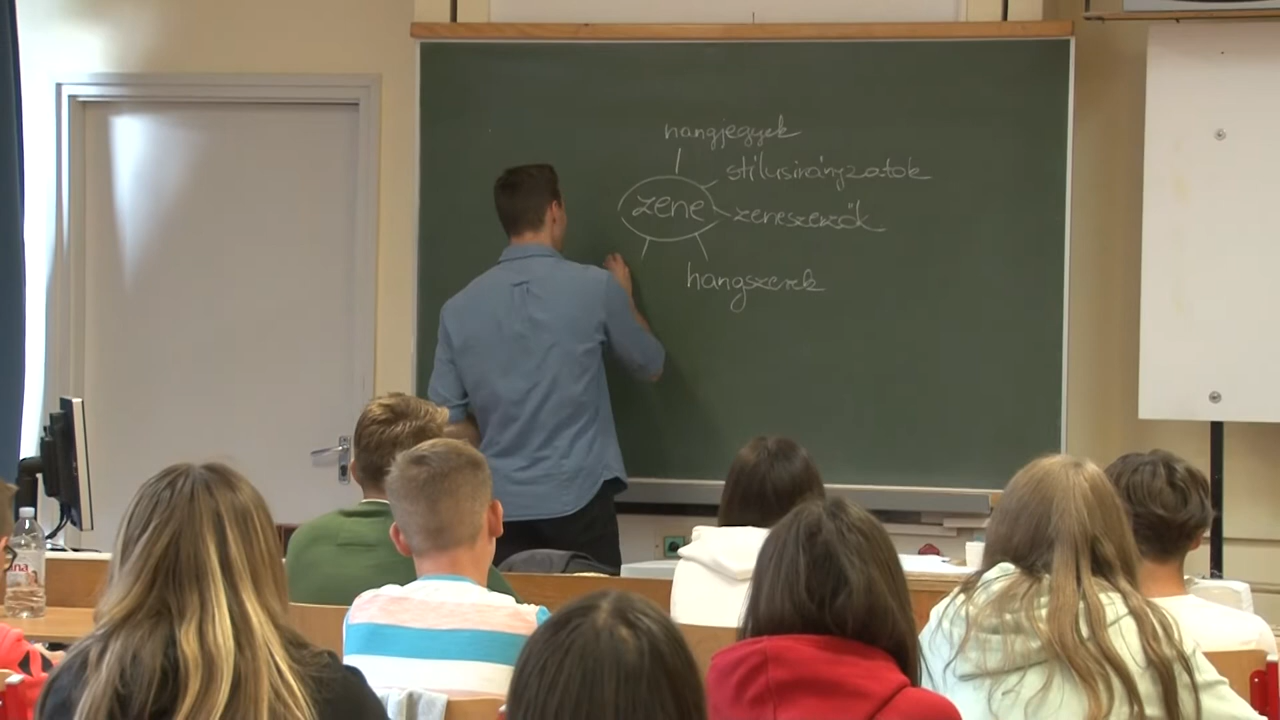 hangjegyek
stílusirányzatok
zene
zeneszerzők
hangszerek